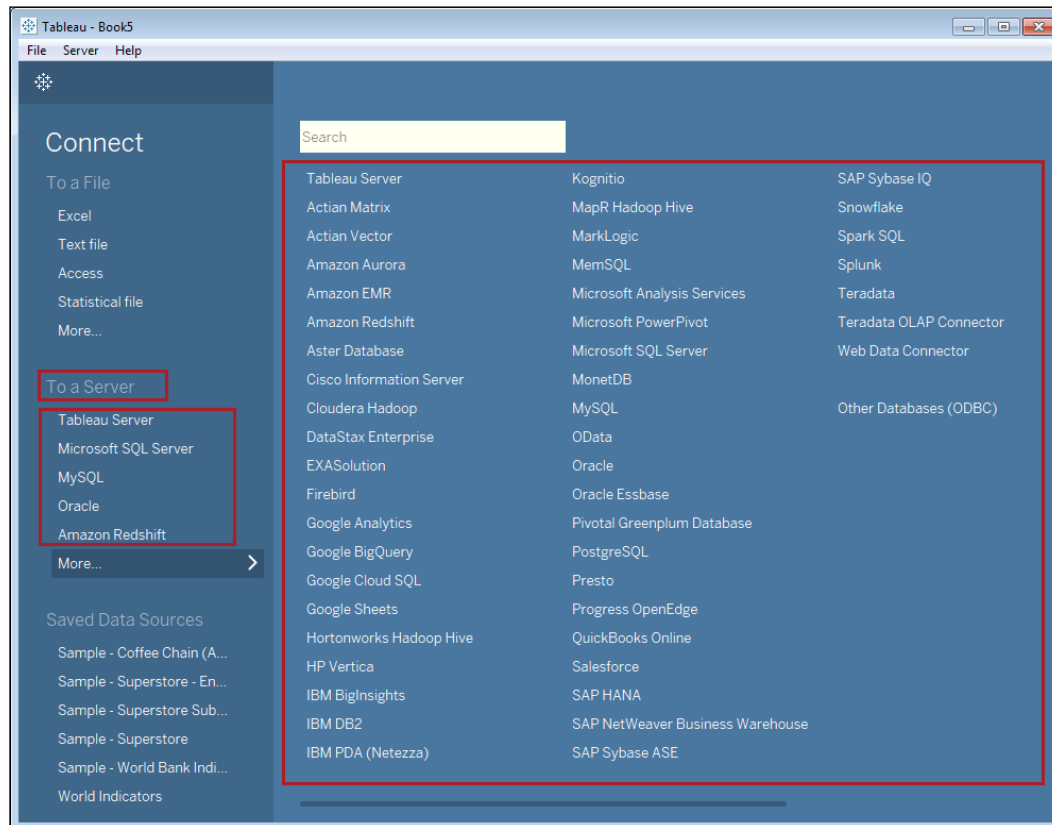 Tableau - Book5
File Server Help
Connect
To a File
Excel
Text file
Access
Statistical file
More...
To a Server
Tableau Server
Microsoft SQL Server
MySQL
Oracle
Amazon Redshift
More...
Saved Data Sources
Sample - Coffee Chain (A...
Sample - Superstore - En...
Sample - Superstore Sub...
Sample - Superstore
Sample - World Bank Indi...
World Indicators
Search
Tableau Server
Actian Matrix
Actian Vector
Amazon Aurora
Amazon EMR
Amazon Redshift
Aster Database
Cisco Information Server
Cloudera Hadoop
DataStax Enterprise
EXASolution
Firebird
Google Analytics
Google BigQuery
Google Cloud SQL
Google Sheets
Hortonworks Hadoop Hive
HP Vertica
IBM BigInsights
IBM DB2
IBM PDA (Netezza)
Kognitio
MapR Hadoop Hive
MarkLogic
MemSQL
Microsoft Analysis Services
Microsoft PowerPivot
Microsoft SQL Server
MonetDB
MySQL
OData
Oracle
Oracle Essbase
Pivotal Greenplum Database
PostgreSQL
Presto
Progress OpenEdge
QuickBooks Online
Salesforce
SAP HANA
SAP NetWeaver Business Warehouse
SAP Sybase ASE
SAP Sybase IQ
Snowflake
Spark SQL
Splunk
Teradata
Teradata OLAP Connector
Web Data Connector
Other Databases (ODBC)